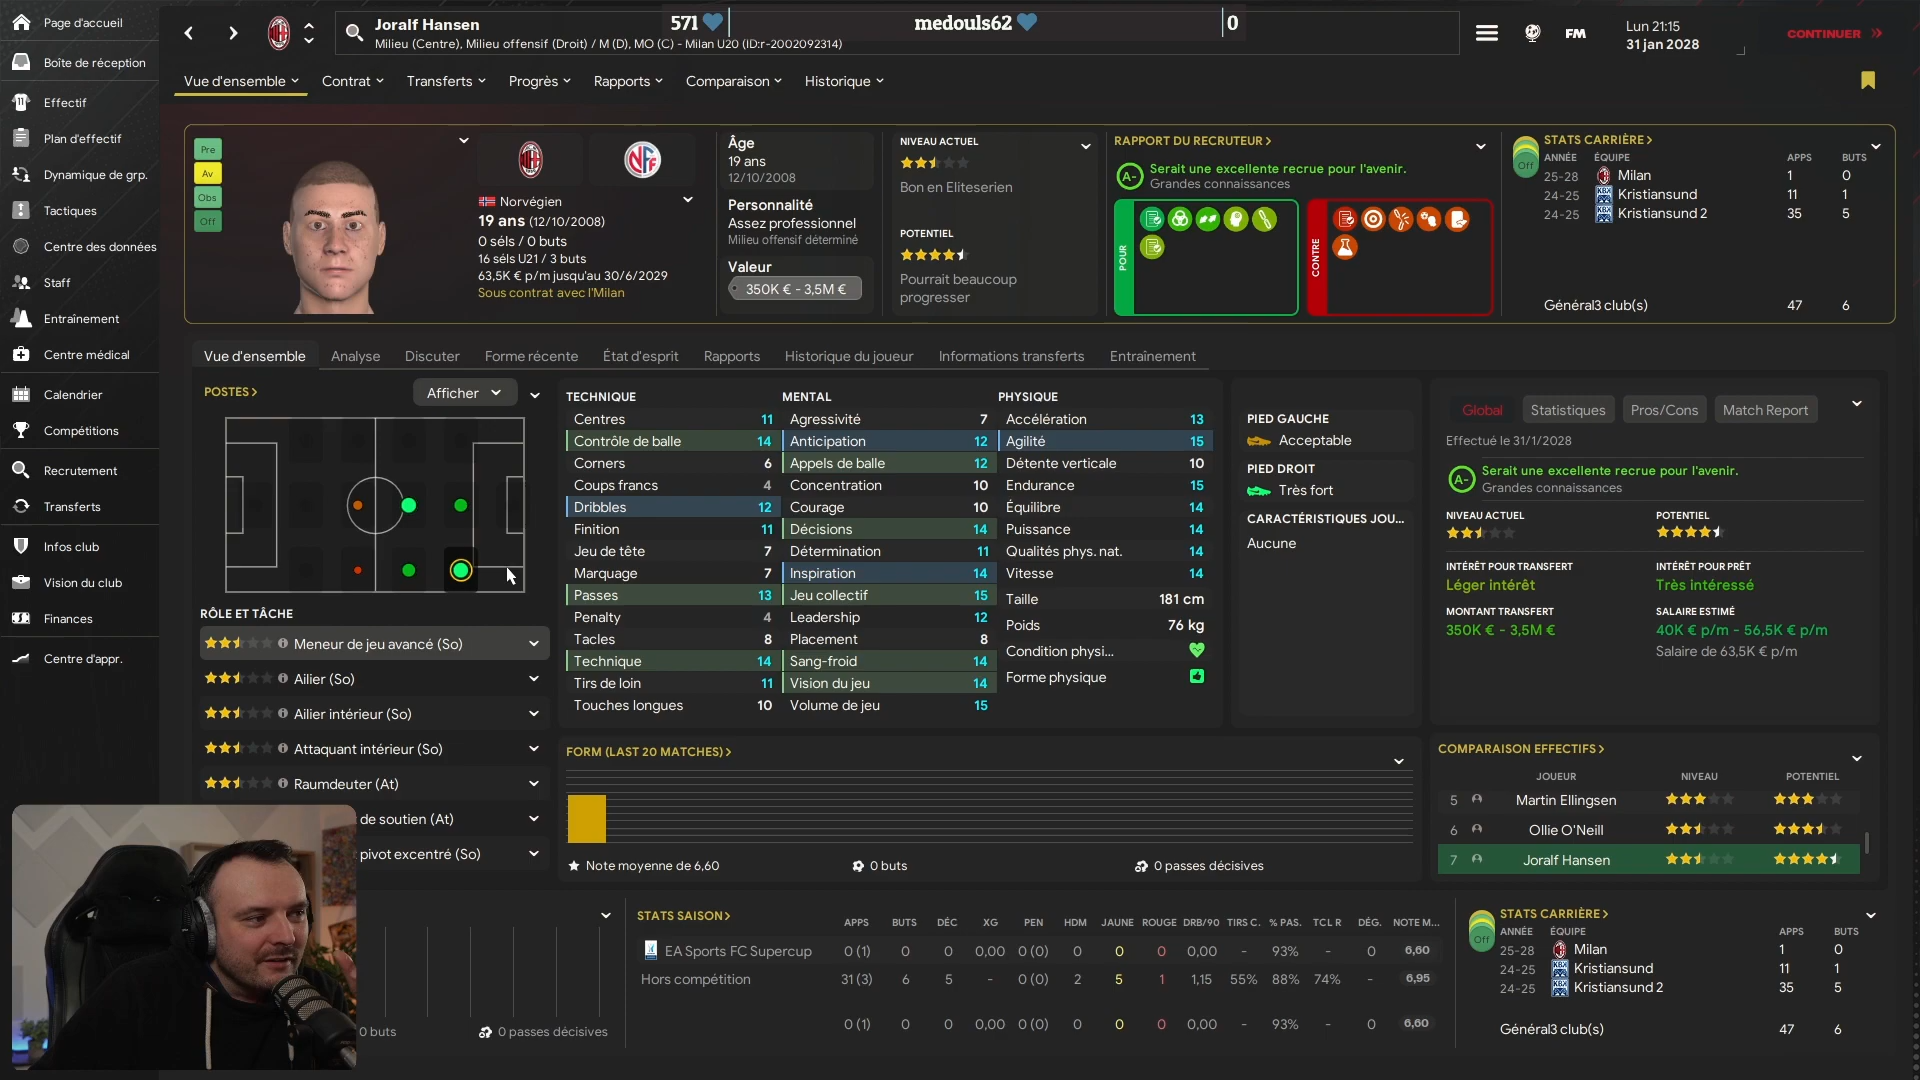 Page d'accueil
Boîte de réception
Effectif
Plan d'effectif
Dynamique de grp.
Tactiques
Centre des données
Staff
Entraînement
Centre médical
Calendrier
Compétitions
Recrutement
Transferts
Infos club
Vision du club
Finances
Centre d'appr.
Joralf Hansen
Milieu (Centre), Milieu offensif (Droit) / M (D), MO (C) - Milan U20 (ID:r-2002092314)
571
medouls62
0
FM
Lun 21:15
31 jan 2028
CONTINUER
Vue d'ensemble
Contrat
Transferts
Progrès
Rapports
Comparaison
Historique
Pre
Av
Obs
Off
Norvégien
19 ans (12/10/2008)
0 séls / 0 buts
16 séls U21 / 3 buts
63,5K € p/m jusqu'au 30/6/2029
Sous contrat avec l'Milan
Âge
19 ans
12/10/2008
Personnalité
Assez professionnel
Milieu offensif déterminé
Valeur
350K € - 3,5M €
NIVEAU ACTUEL
Bon en Eliteserien
POTENTIEL
Pourrait beaucoup
progresser
RAPPORT DU RECRUTEUR >
A-
Serait une excellente recrue pour l'avenir.
Grandes connaissances
POUR
CONTRE
STATS CARRIÈRE >
Off
ANNÉE ÉQUIPE APPS BUTS
25-28 Milan 1 0
24-25 Kristiansund 11 1
24-25 Kristiansund 2 35 5
Général3 club(s) 47 6
Vue d'ensemble
Analyse
Discuter
Forme récente
État d'esprit
Rapports
Historique du joueur
Informations transferts
Entraînement
POSTES >
Afficher
RÔLE ET TÂCHE
Meneur de jeu avancé (So)
Ailier (So)
Ailier intérieur (So)
Attaquant intérieur (So)
Raumdeuter (At)
de soutien (At)
pivot excentré (So)
TECHNIQUE
Centres 11
Contrôle de balle 14
Corners 6
Coups francs 4
Dribbles 12
Finition 11
Jeu de tête 7
Marquage 7
Passes 13
Penalty 4
Tacles 8
Technique 14
Tirs de loin 11
Touches longues 10
MENTAL
Agressivité 7
Anticipation 12
Appels de balle 12
Concentration 10
Courage 10
Décisions 14
Détermination 11
Inspiration 14
Jeu collectif 15
Leadership 12
Placement 8
Sang-froid 14
Vision du jeu 14
Volume de jeu 15
PHYSIQUE
Accélération 13
Agilité 15
Détente verticale 10
Endurance 15
Équilibre 14
Puissance 14
Qualités phys. nat. 14
Vitesse 14
Taille 181 cm
Poids 76 kg
Condition physi...
Forme physique
PIED GAUCHE
Acceptable
PIED DROIT
Très fort
CARACTÉRISTIQUES JOU...
Aucune
Global
Statistiques
Pros/Cons
Match Report
Effectué le 31/1/2028
A-
Serait une excellente recrue pour l'avenir.
Grandes connaissances
NIVEAU ACTUEL
POTENTIEL
INTÉRÊT POUR TRANSFERT
Léger intérêt
INTÉRÊT POUR PRÊT
Très intéressé
MONTANT TRANSFERT
350K € - 3,5M €
SALAIRE ESTIMÉ
40K € p/m - 56,5K € p/m
Salaire de 63,5K € p/m
FORM (LAST 20 MATCHES) >
Note moyenne de 6,60
0 buts
0 passes décisives
COMPARAISON EFFECTIFS >
JOUEUR NIVEAU POTENTIEL
5 Martin Ellingsen
6 Ollie O'Neill
7 Joralf Hansen
0 buts
0 passes décisives
STATS SAISON >
APPS BUTS DÉC XG PEN HDM JAUNE ROUGE DRB/90 TIRS C. % PAS. TCL R DÉG. NOTE M...
EA Sports FC Supercup 0 (1) 0 0 0,00 0 (0) 0 0 0 0,00 - 93% - 0 6,60
Hors compétition 31 (3) 6 5 - 0 (0) 2 5 1 1,15 55% 88% 74% - 6,95
0 (1) 0 0 0,00 0 (0) 0 0 0 0,00 - 93% - 0 6,60
STATS CARRIÈRE >
Off
ANNÉE ÉQUIPE APPS BUTS
25-28 Milan 1 0
24-25 Kristiansund 11 1
24-25 Kristiansund 2 35 5
Général3 club(s) 47 6